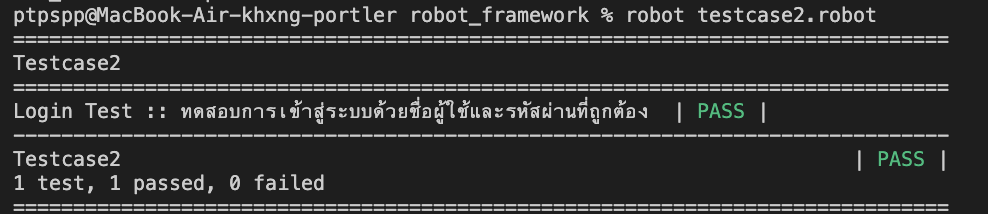 ptpspp@MacBook-Air-khxng-portler robot_framework % robot testcase2.robot
==============================================================================
Testcase2
==============================================================================
Login Test :: ทดสอบการเข้าสู่ระบบด้วยชื่อผู้ใช้และรหัสผ่านที่ถูกต้อง | PASS |
------------------------------------------------------------------------------
Testcase2 | PASS |
1 test, 1 passed, 0 failed
==============================================================================